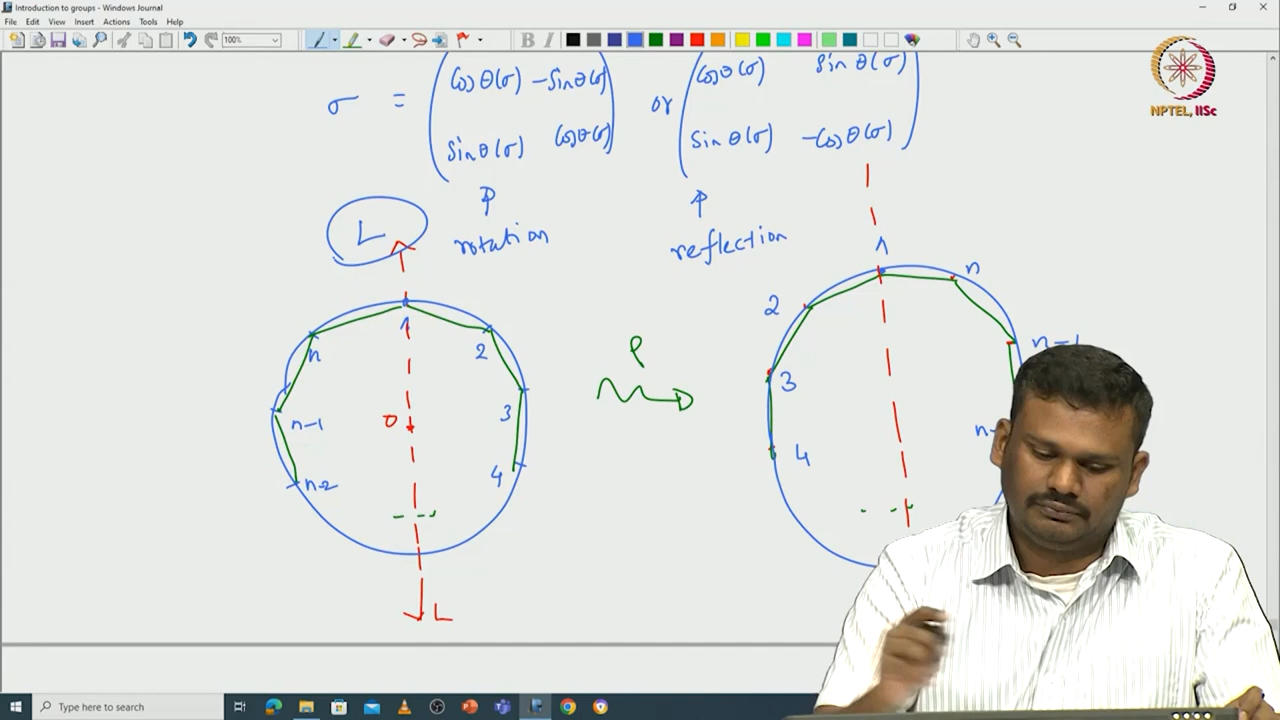 Introduction to groups - Windows Journal
File Edit View Insert Actions Tools Help
100%
B I
NPTEL, IISc
σ = ( cos θ(σ) -sin θ(σ) or ( cos θ(σ) sin θ(σ)
sin θ(σ) cos θ(σ) ) sin θ(σ) -cos θ(σ) )
L rotation reflection
1 n
2
n-1
3
4
n 1 2
n-1 O 3
n-2 4
ρ
L
Type here to search